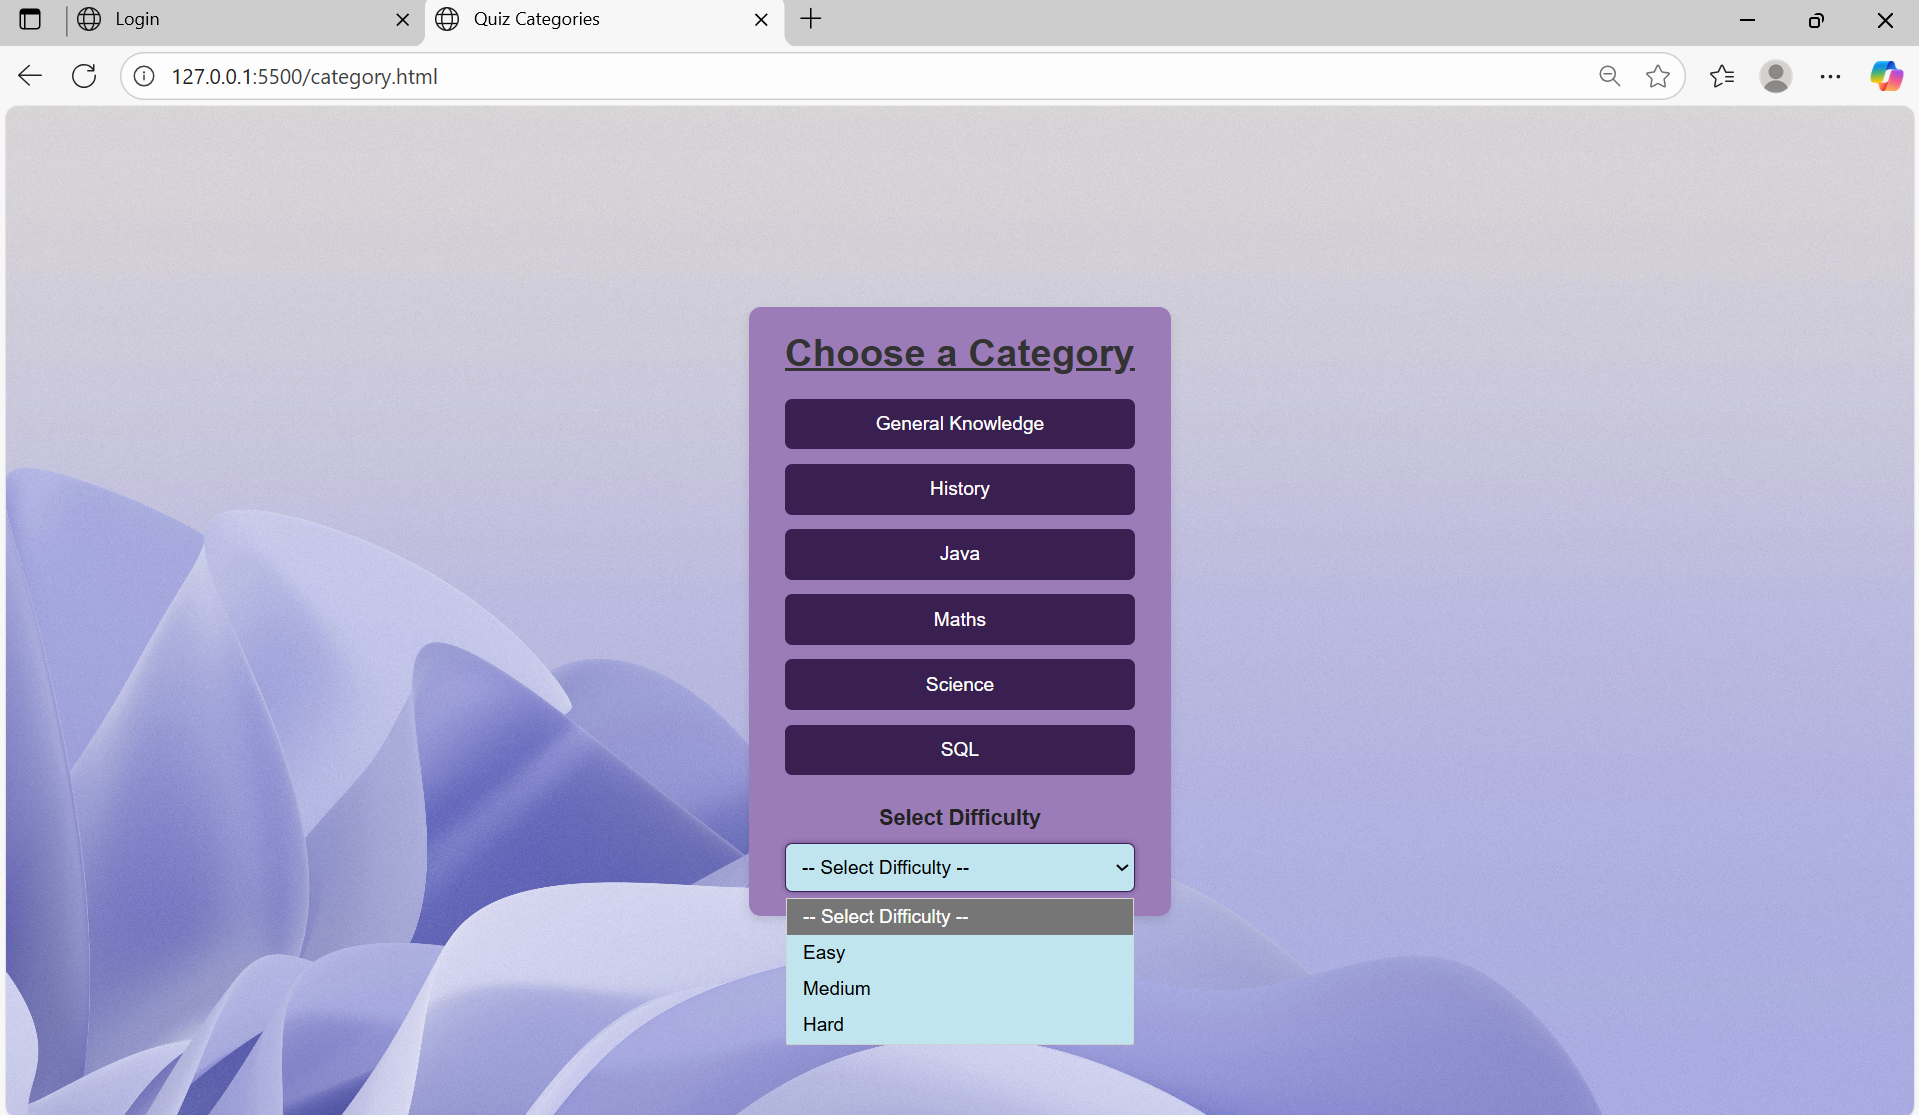 Login
Quiz Categories
127.0.0.1:5500/category.html
Choose a Category
General Knowledge
History
Java
Maths
Science
SQL
Select Difficulty
-- Select Difficulty --
-- Select Difficulty --
Easy
Medium
Hard